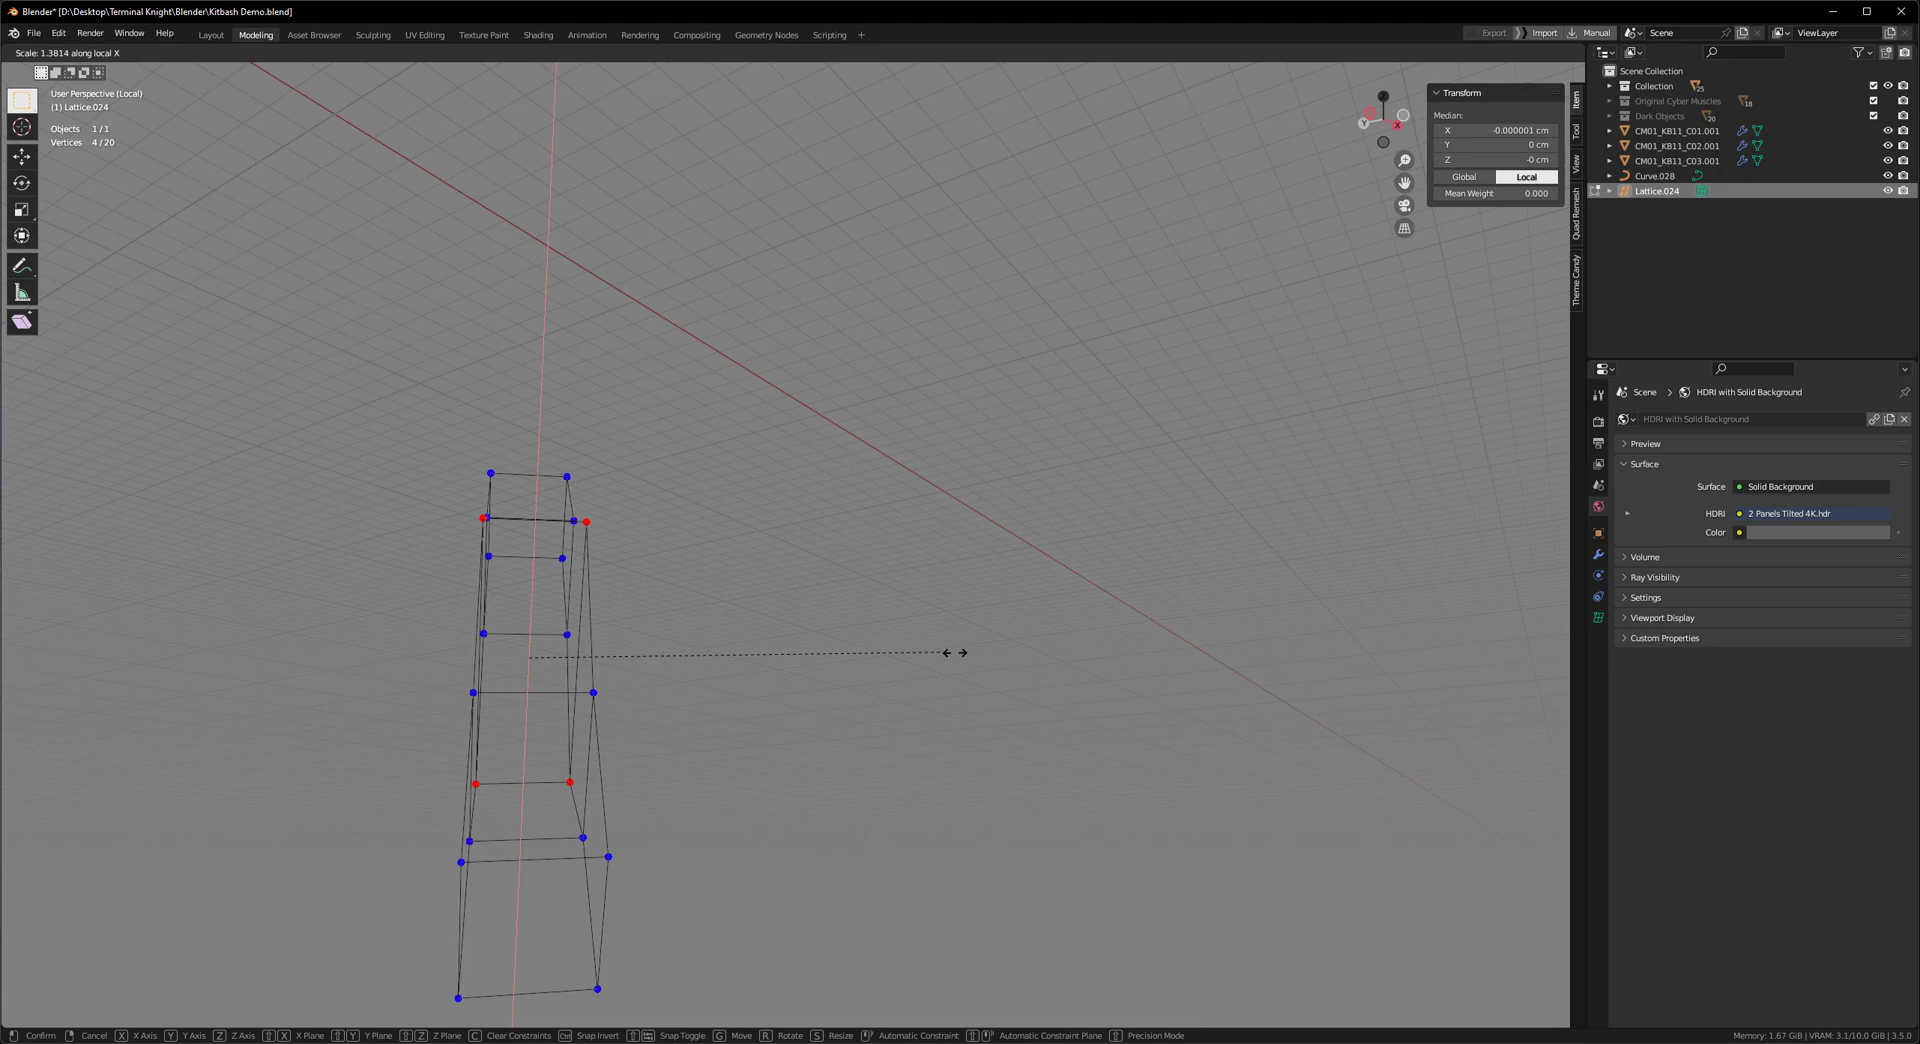 Blender* [D:\Desktop\Terminal Knight\Blender\Kitbash Demo.blend]
File Edit Render Window Help
Layout Modeling Asset Browser Sculpting UV Editing Texture Paint Shading Animation Rendering Compositing Geometry Nodes Scripting +
Export Import Manual Scene ViewLayer
Scale: 1.3814 along local X
User Perspective (Local)
(1) Lattice.024
Objects 1 / 1
Vertices 4 / 20
Y
X
Transform
Median:
X -0.000001 cm
Y 0 cm
Z -0 cm
Global Local
Mean Weight 0.000
Item
Tool
View
Quad Remesh
Theme Candy
Scene Collection
Collection 25
Original Cyber Muscles 18
Dark Objects 20
CM01_KB11_C01.001
CM01_KB11_C02.001
CM01_KB11_C03.001
Curve.028
Lattice.024
Scene > HDRI with Solid Background
HDRI with Solid Background
Preview
Surface
Surface Solid Background
HDRI 2 Panels Tilted 4K.hdr
Color
Volume
Ray Visibility
Settings
Viewport Display
Custom Properties
Confirm Cancel X X Axis Y Y Axis Z Z Axis X X Plane Y Y Plane Z Z Plane C Clear Constraints Ctrl Snap Invert Snap Toggle G Move R Rotate S Resize Automatic Constraint Automatic Constraint Plane Precision Mode
Memory: 1.67 GiB | VRAM: 3.1/10.0 GiB | 3.5.0